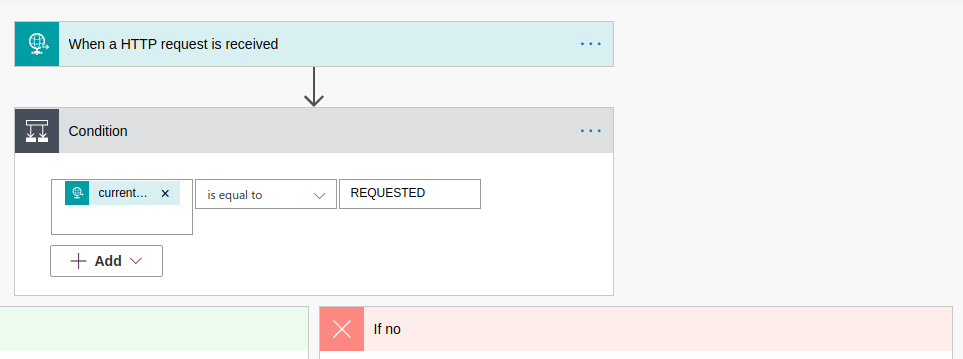 When a HTTP request is received
Condition
current... is equal to REQUESTED
Add
If no